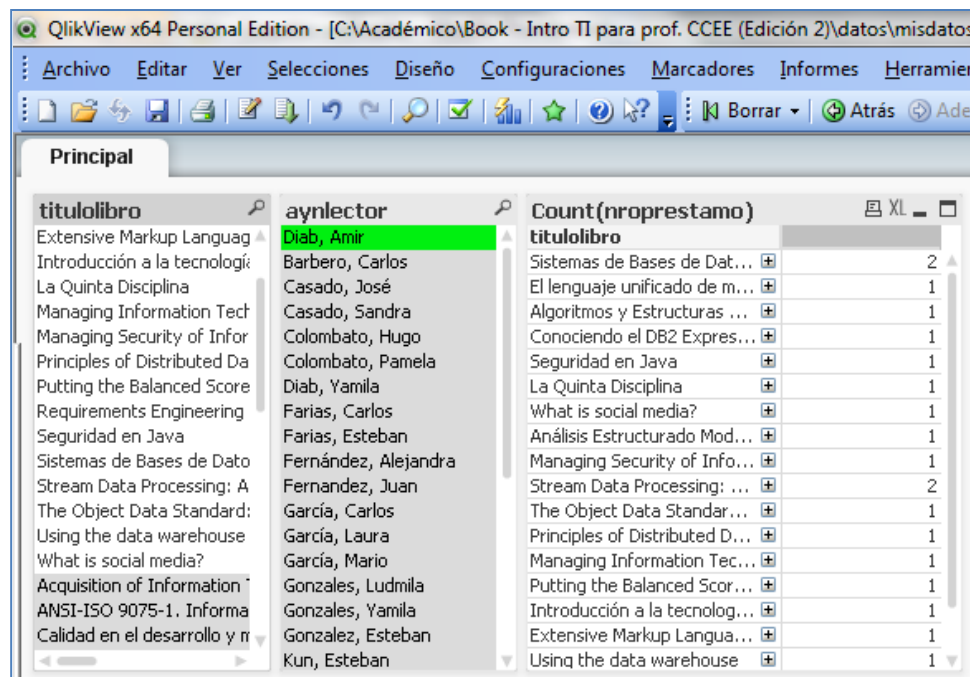 QlikView x64 Personal Edition - [C:\Académico\Book - Intro TI para prof. CCEE (Edición 2)\datos\misdatos
Archivo Editar Ver Selecciones Diseño Configuraciones Marcadores Informes Herramier
Borrar Atrás Ade
Principal
titulolibro
Extensive Markup Languag
Introducción a la tecnología
La Quinta Disciplina
Managing Information Tech
Managing Security of Infor
Principles of Distributed Da
Putting the Balanced Score
Requirements Engineering
Seguridad en Java
Sistemas de Bases de Dato
Stream Data Processing: A
The Object Data Standard:
Using the data warehouse
What is social media?
Acquisition of Information T
ANSI-ISO 9075-1. Informa
Calidad en el desarrollo y m
aynlector
Diab, Amir
Barbero, Carlos
Casado, José
Casado, Sandra
Colombato, Hugo
Colombato, Pamela
Diab, Yamila
Farias, Carlos
Farias, Esteban
Fernández, Alejandra
Fernandez, Juan
García, Carlos
García, Laura
García, Mario
Gonzales, Ludmila
Gonzales, Yamila
Gonzalez, Esteban
Kun, Esteban
Count(nroprestamo) XL
titulolibro
Sistemas de Bases de Dat... 2
El lenguaje unificado de m... 1
Algoritmos y Estructuras ... 1
Conociendo el DB2 Expres... 1
Seguridad en Java 1
La Quinta Disciplina 1
What is social media? 1
Análisis Estructurado Mod... 1
Managing Security of Info... 1
Stream Data Processing: ... 2
The Object Data Standar... 1
Principles of Distributed D... 1
Managing Information Tec... 1
Putting the Balanced Scor... 1
Introducción a la tecnolog... 1
Extensive Markup Langua... 1
Using the data warehouse 1